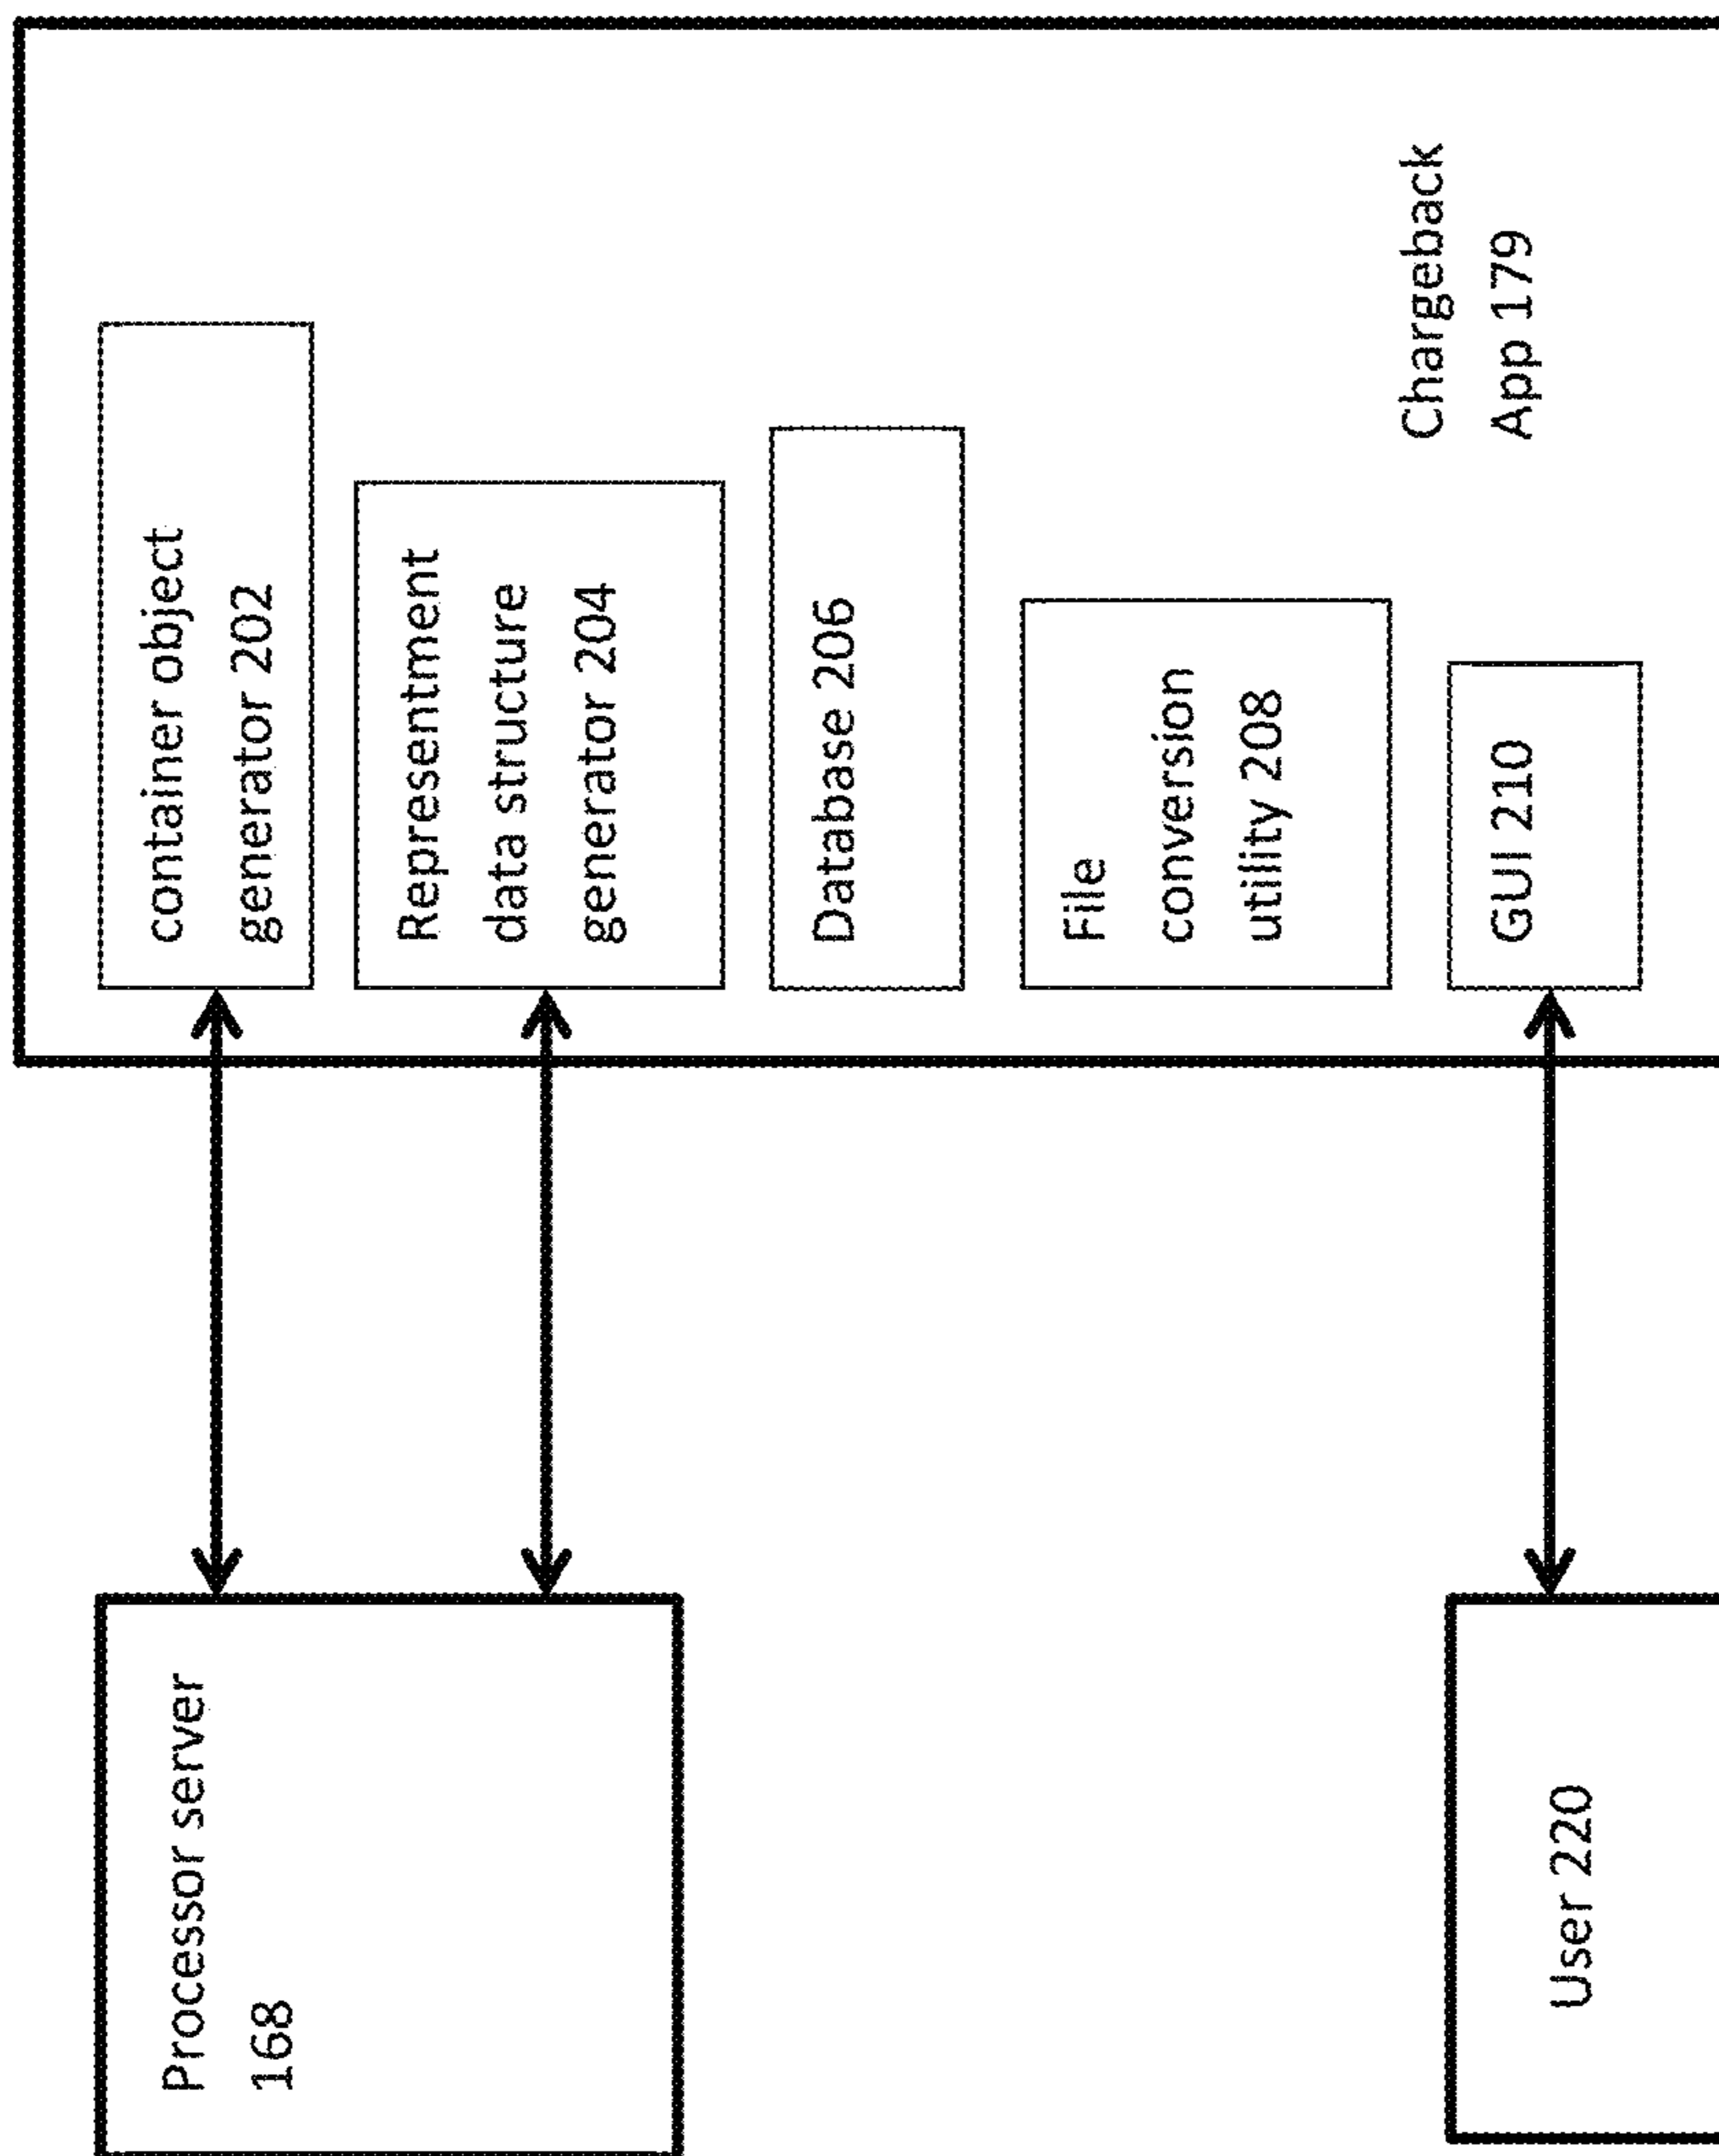 Processor server
168
container object
generator 202
Representment
data structure
generator 204
Database 206
File
conversion
utility 208
User 220
GUI 210
Chargeback
App 179